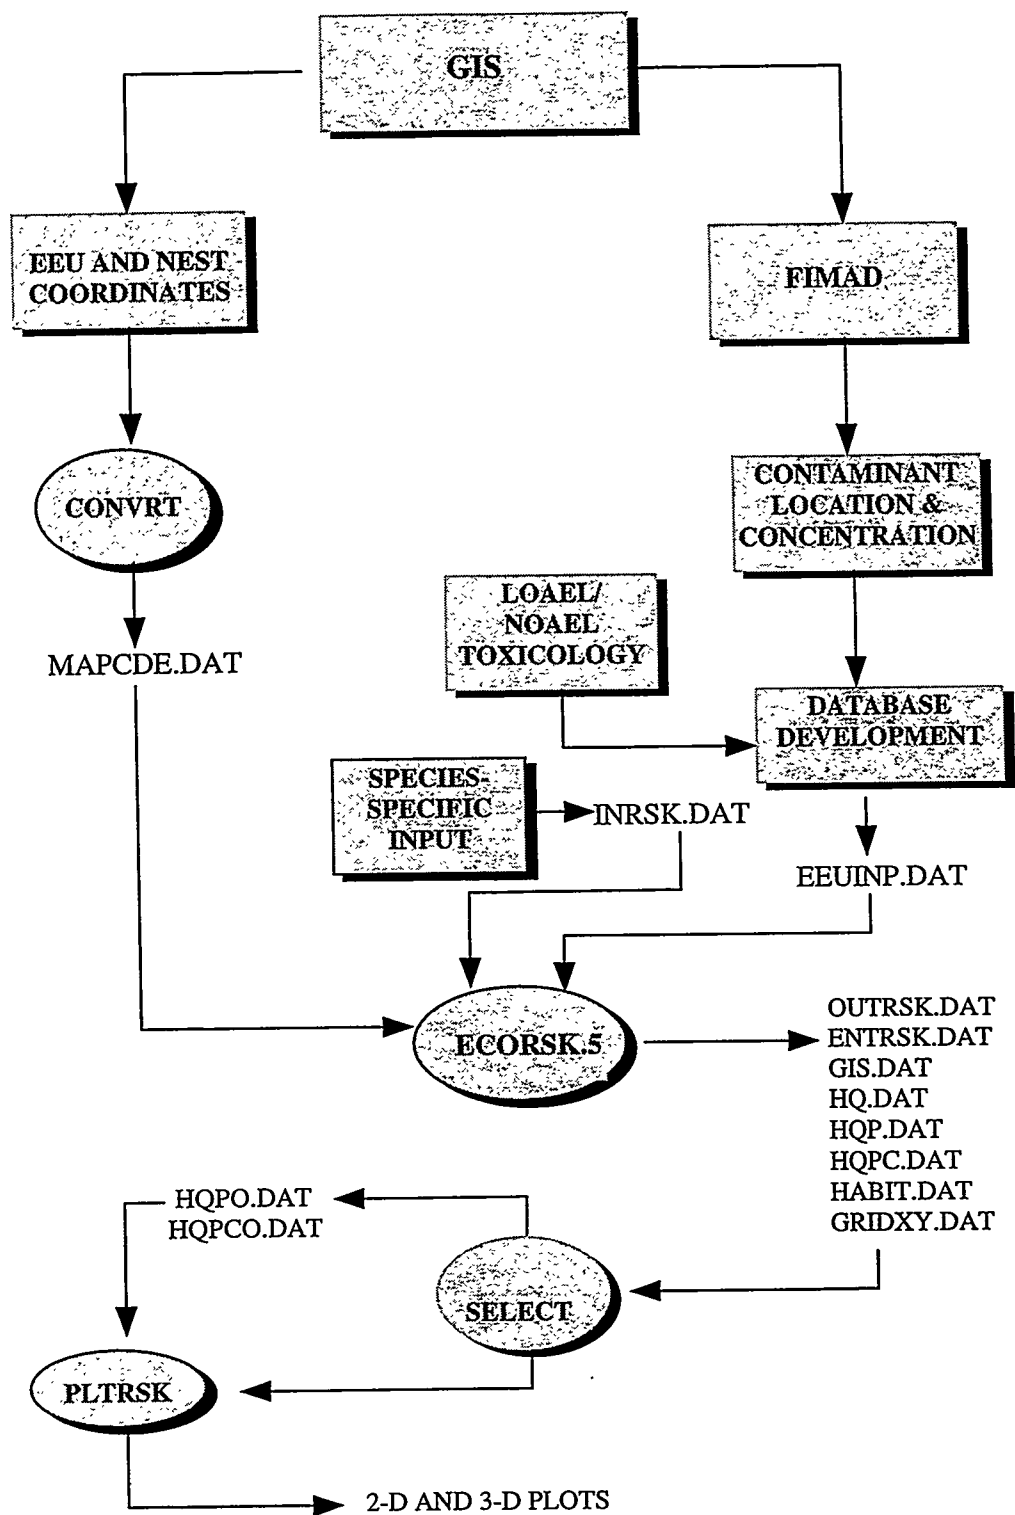 GIS
EEU AND NEST
COORDINATES
FIMAD
CONVRT
CONTAMINANT
LOCATION &
CONCENTRATION
LOAEL/
NOAEL
TOXICOLOGY
MAPCDE.DAT
DATABASE
DEVELOPMENT
SPECIES-
SPECIFIC
INPUT
INRSK.DAT
EEUINP.DAT
ECORSK.5
OUTRSK.DAT
ENTRSK.DAT
GIS.DAT
HQ.DAT
HQP.DAT
HQPC.DAT
HABIT.DAT
GRIDXY.DAT
HQPO.DAT
HQPCO.DAT
SELECT
PLTRSK
2-D AND 3-D PLOTS